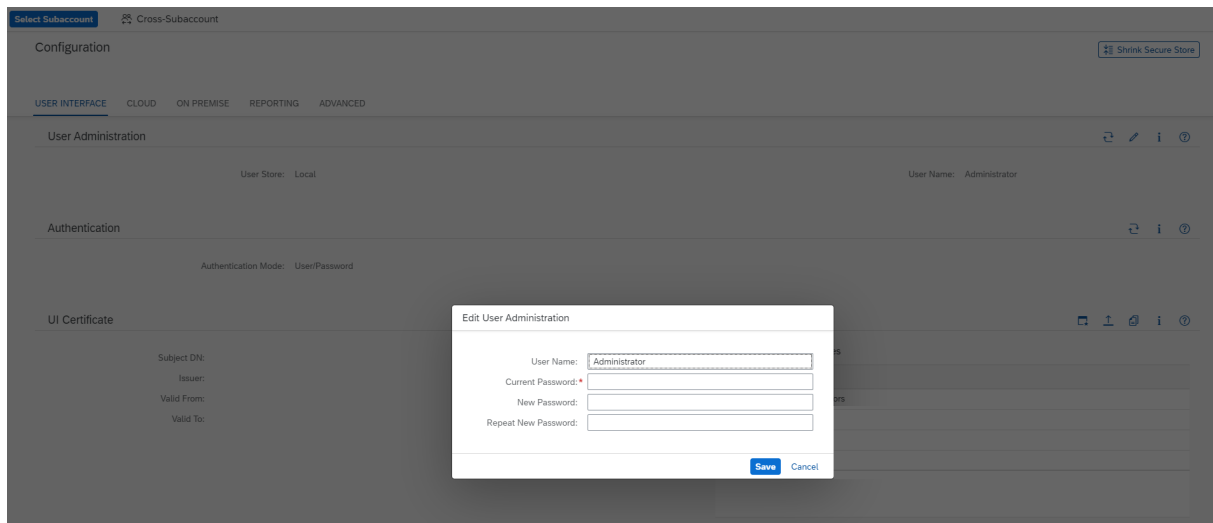 Select Subaccount Cross-Subaccount
Configuration Shrink Secure Store
USER INTERFACE CLOUD ON PREMISE REPORTING ADVANCED
User Administration
User Store: Local User Name: Administrator
Authentication
Authentication Mode: User/Password
UI Certificate
Subject DN:
Issuer:
Valid From:
Valid To:
Edit User Administration
User Name: Administrator
Current Password:*
New Password:
Repeat New Password:
Save Cancel